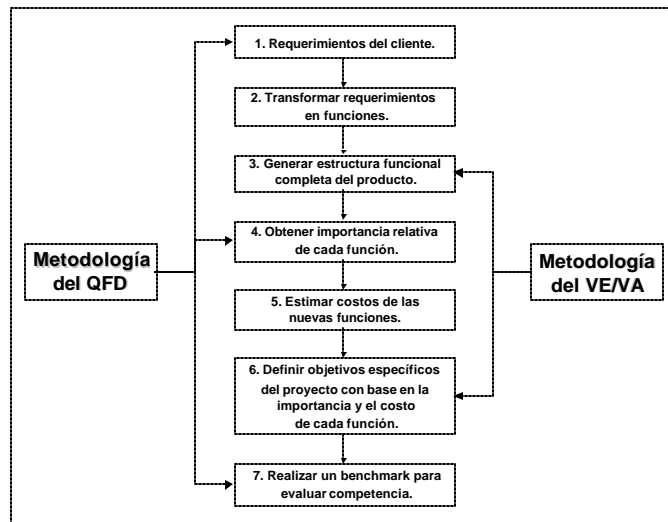 1. Requerimientos del cliente.
2. Transformar requerimientos
en funciones.
3. Generar estructura funcional
completa del producto.
4. Obtener importancia relativa
de cada función.
Metodología
del QFD
Metodología
del VE/VA
5. Estimar costos de las
nuevas funciones.
6. Definir objetivos específicos
del proyecto con base en la
importancia y el costo
de cada función.
7. Realizar un benchmark para
evaluar competencia.